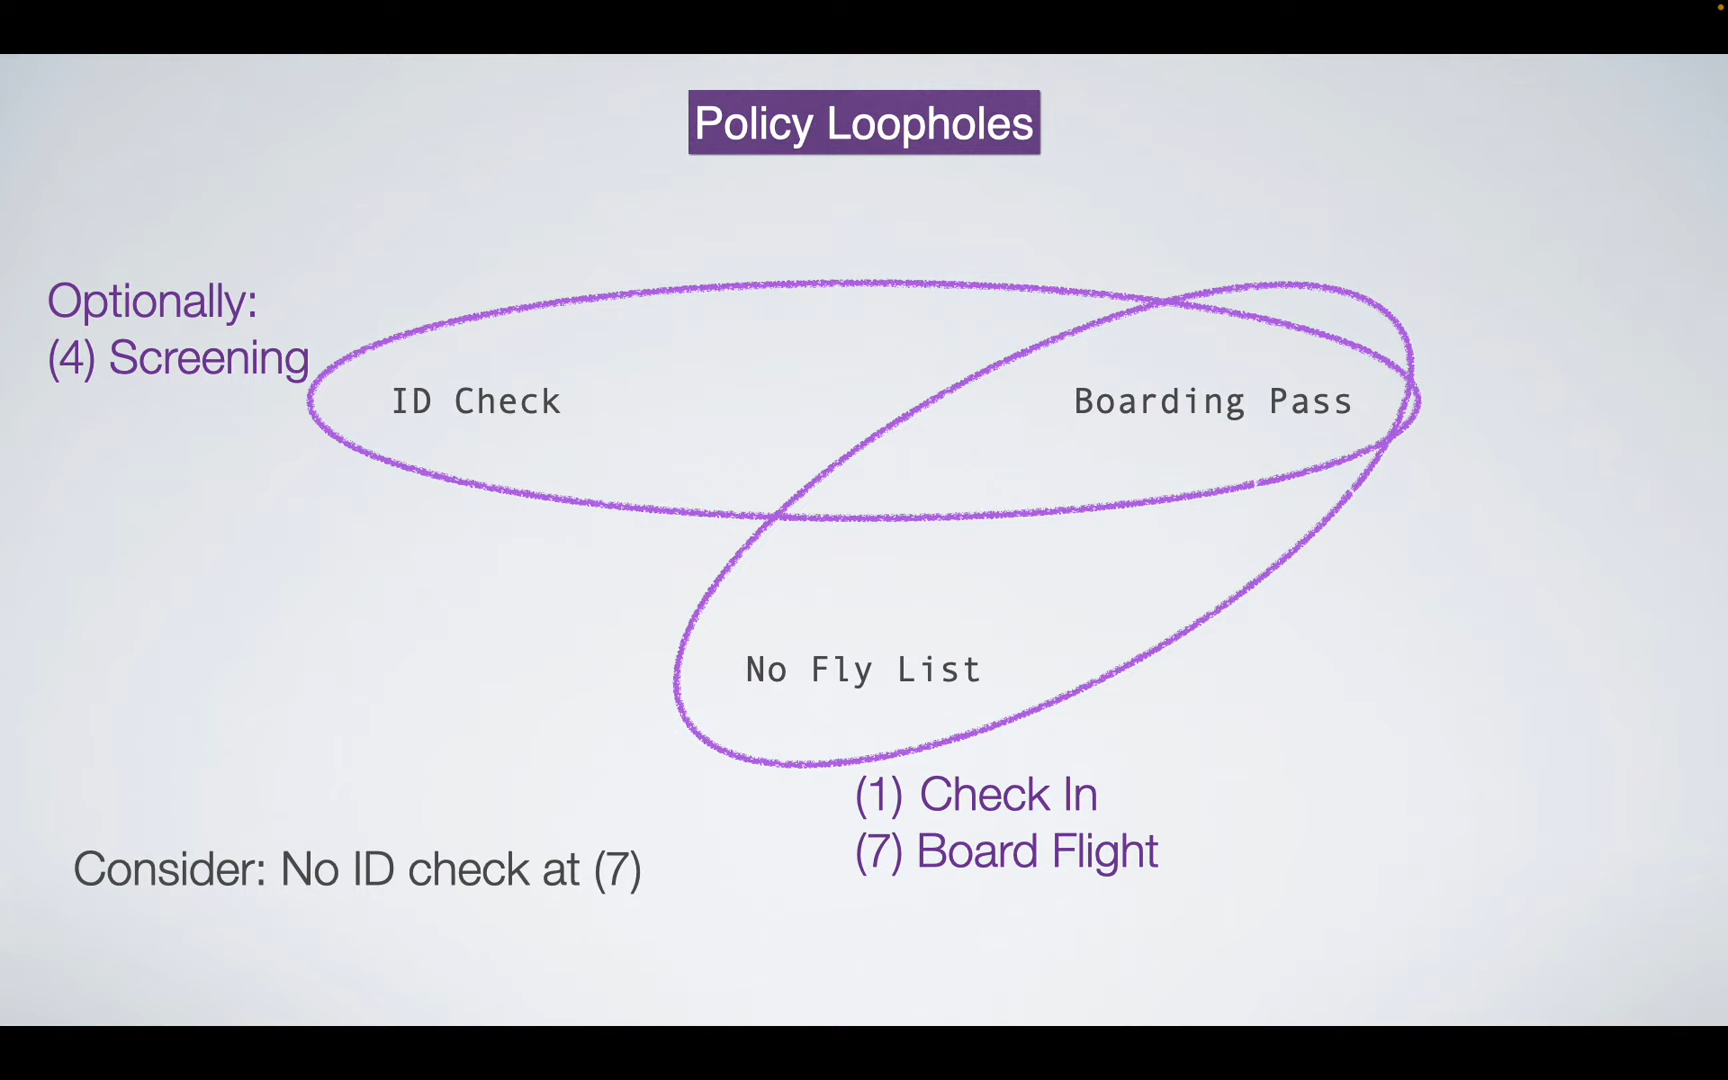 Policy Loopholes
Optionally:
(4) Screening
ID Check
Boarding Pass
No Fly List
(1) Check In
(7) Board Flight
Consider: No ID check at (7)